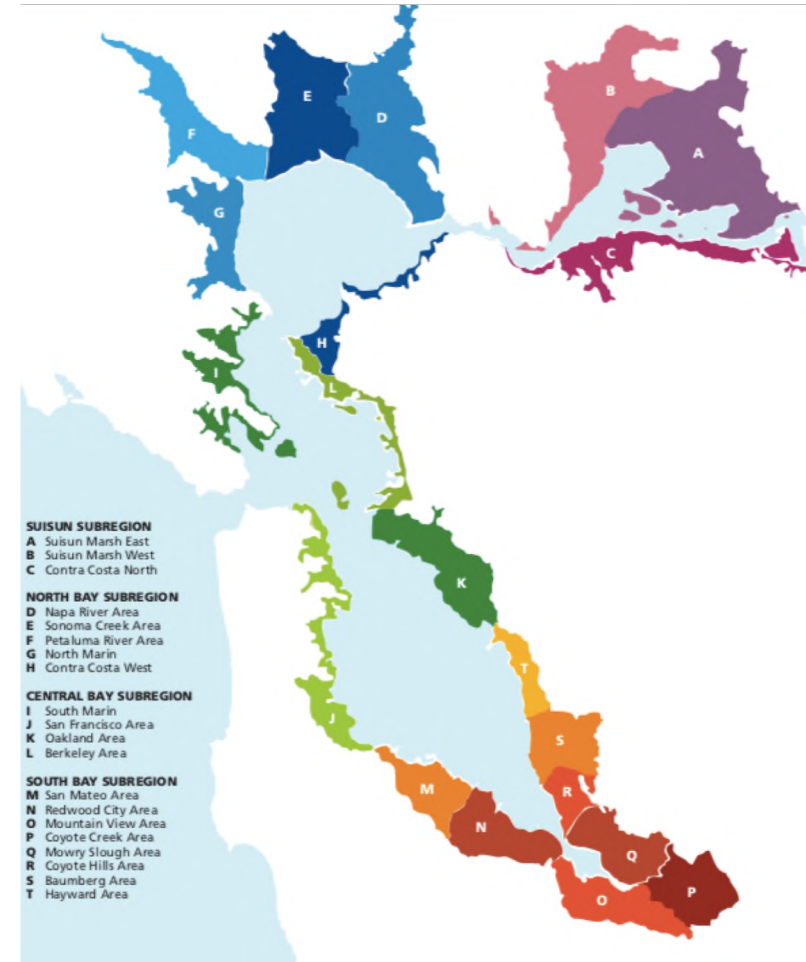 E
D
F
G
B
A
C
H
I
L
K
J
T
S
M
R
N
Q
P
O
SUISUN SUBREGION
A Suisun Marsh East
B Suisun Marsh West
C Contra Costa North
NORTH BAY SUBREGION
D Napa River Area
E Sonoma Creek Area
F Petaluma River Area
G North Marin
H Contra Costa West
CENTRAL BAY SUBREGION
I South Marin
J San Francisco Area
K Oakland Area
L Berkeley Area
SOUTH BAY SUBREGION
M San Mateo Area
N Redwood City Area
O Mountain View Area
P Coyote Creek Area
Q Mowry Slough Area
R Coyote Hills Area
S Baumberg Area
T Hayward Area